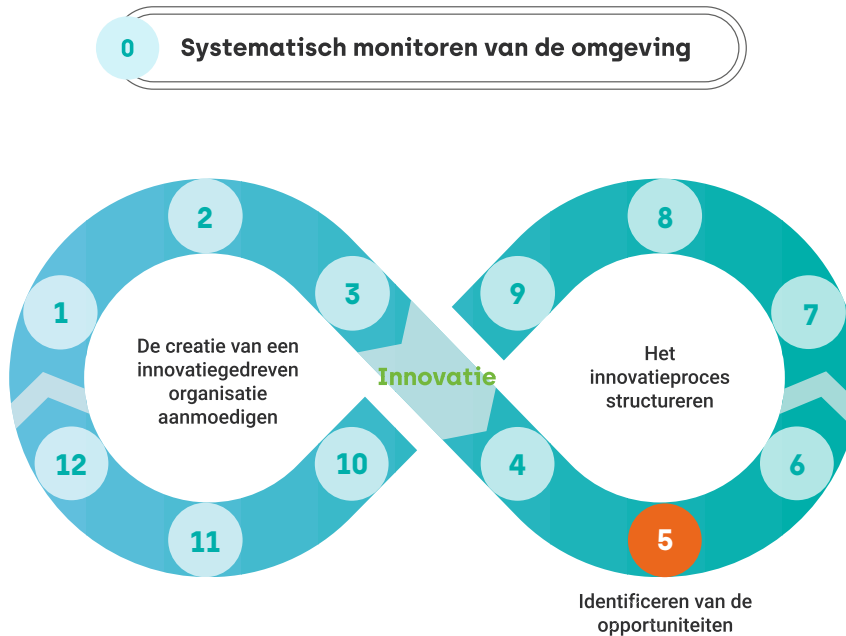 0
Systematisch monitoren van de omgeving
2
8
3
9
1
7
De creatie van een
innovatiegedreven
organisatie
aanmoedigen
Innovatie
Het
innovatieproces
structureren
12
10
4
6
11
5
Identificeren van de
opportuniteiten